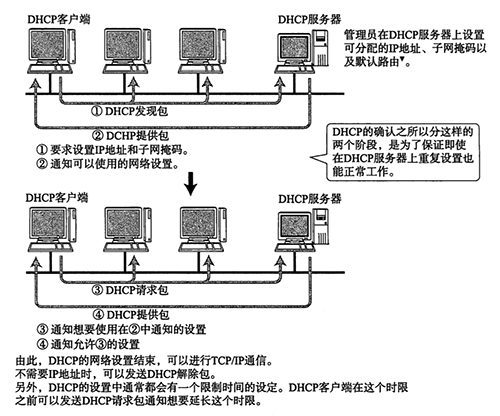 DHCP客户端
DHCP服务器
管理员在DHCP服务器上设置
可分配的IP地址、子网掩码以
及默认路由▼。
① DHCP发现包
② DCHP提供包
① 要求设置IP地址和子网掩码。
② 通知可以使用的网络设置。
DHCP的确认之所以分这样的
两个阶段，是为了保证即使
在DHCP服务器上重复设置也
能正常工作。
DHCP客户端
DHCP服务器
③ DHCP请求包
④ DHCP提供包
③ 通知想要使用在②中通知的设置
④ 通知允许③的设置
由此，DHCP的网络设置结束，可以进行TCP/IP通信。
不需要IP地址时，可以发送DHCP解除包。
另外，DHCP的设置中通常都会有一个限制时间的设定。DHCP客户端在这个时限
之前可以发送DHCP请求包通知想要延长这个时限。